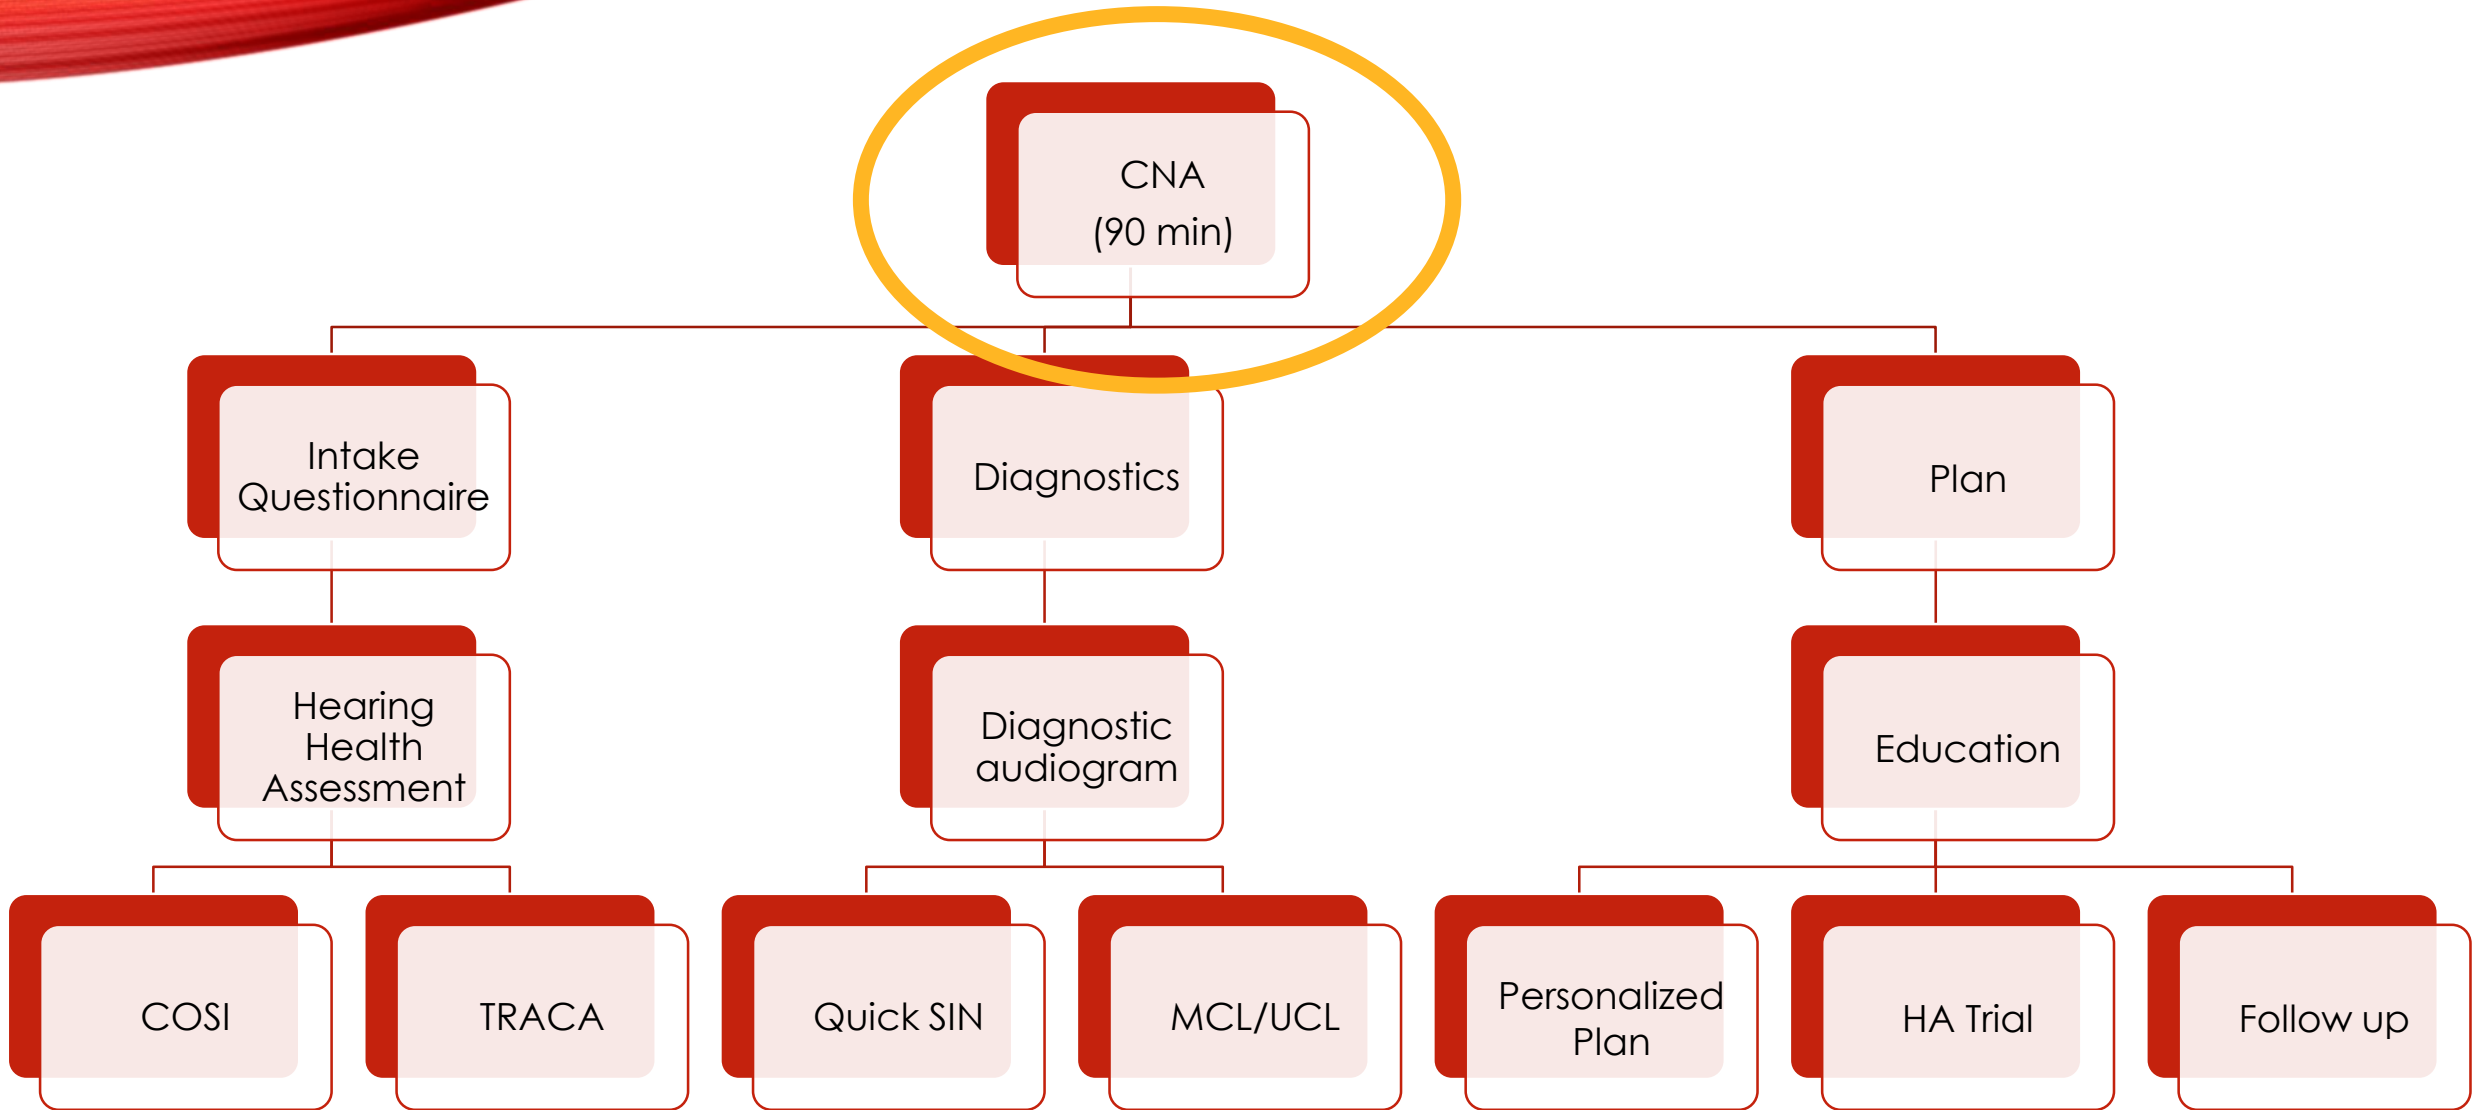 CNA
(90 min)
Intake
Questionnaire
Diagnostics
Plan
Hearing
Health
Assessment
Diagnostic
audiogram
Education
COSI
TRACA
Quick SIN
MCL/UCL
Personalized
Plan
HA Trial
Follow up